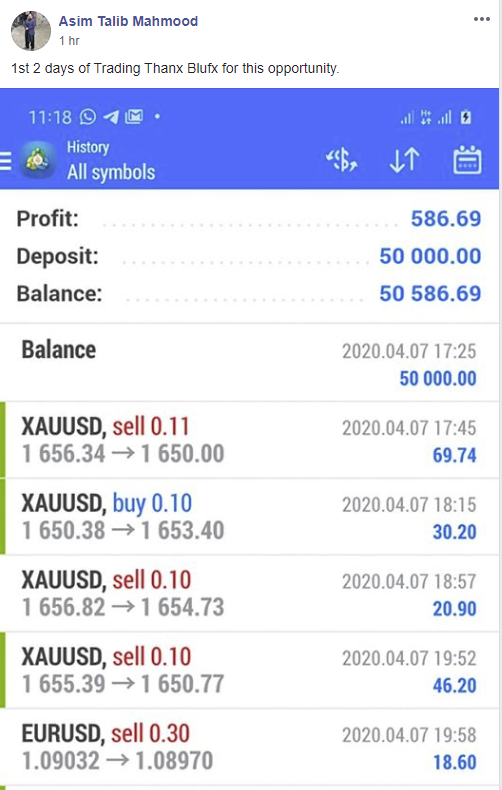 Asim Talib Mahmood
1 hr
1st 2 days of Trading Thanx Blufx for this opportunity.
11:18
History
All symbols
Profit: 586.69
Deposit: 50 000.00
Balance: 50 586.69
Balance 2020.04.07 17:25
50 000.00
XAUUSD, sell 0.11 2020.04.07 17:45
1 656.34 → 1 650.00 69.74
XAUUSD, buy 0.10 2020.04.07 18:15
1 650.38 → 1 653.40 30.20
XAUUSD, sell 0.10 2020.04.07 18:57
1 656.82 → 1 654.73 20.90
XAUUSD, sell 0.10 2020.04.07 19:52
1 655.39 → 1 650.77 46.20
EURUSD, sell 0.30 2020.04.07 19:58
1.09032 → 1.08970 18.60